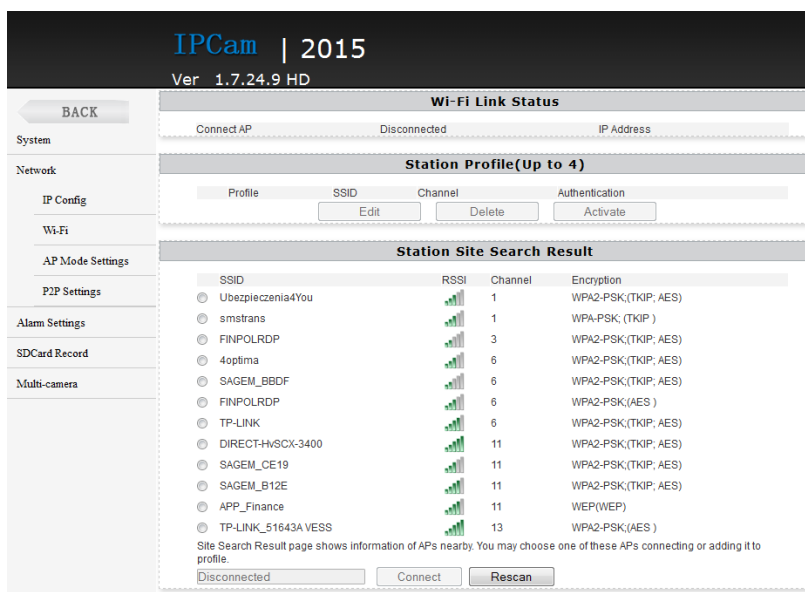 IPCam | 2015
Ver 1.7.24.9 HD
BACK
System
Network
IP Config
Wi-Fi
AP Mode Settings
P2P Settings
Alarm Settings
SDCard Record
Multi-camera
Wi-Fi Link Status
Connect AP Disconnected IP Address
Station Profile(Up to 4)
Profile SSID Channel Authentication
Edit Delete Activate
Station Site Search Result
SSID RSSI Channel Encryption
Ubezpieczenia4You 1 WPA2-PSK;(TKIP; AES)
smstrans 1 WPA-PSK; (TKIP )
FINPOLRDP 3 WPA2-PSK;(TKIP; AES)
4optima 6 WPA2-PSK;(TKIP; AES)
SAGEM_BBDF 6 WPA2-PSK;(TKIP; AES)
FINPOLRDP 6 WPA2-PSK;(AES )
TP-LINK 6 WPA2-PSK;(TKIP; AES)
DIRECT-HvSCX-3400 11 WPA2-PSK;(TKIP; AES)
SAGEM_CE19 11 WPA2-PSK;(TKIP; AES)
SAGEM_B12E 11 WPA2-PSK;(TKIP; AES)
APP_Finance 11 WEP(WEP)
TP-LINK_51643A VESS 13 WPA2-PSK;(AES )
Site Search Result page shows information of APs nearby. You may choose one of these APs connecting or adding it to
profile.
Disconnected Connect Rescan